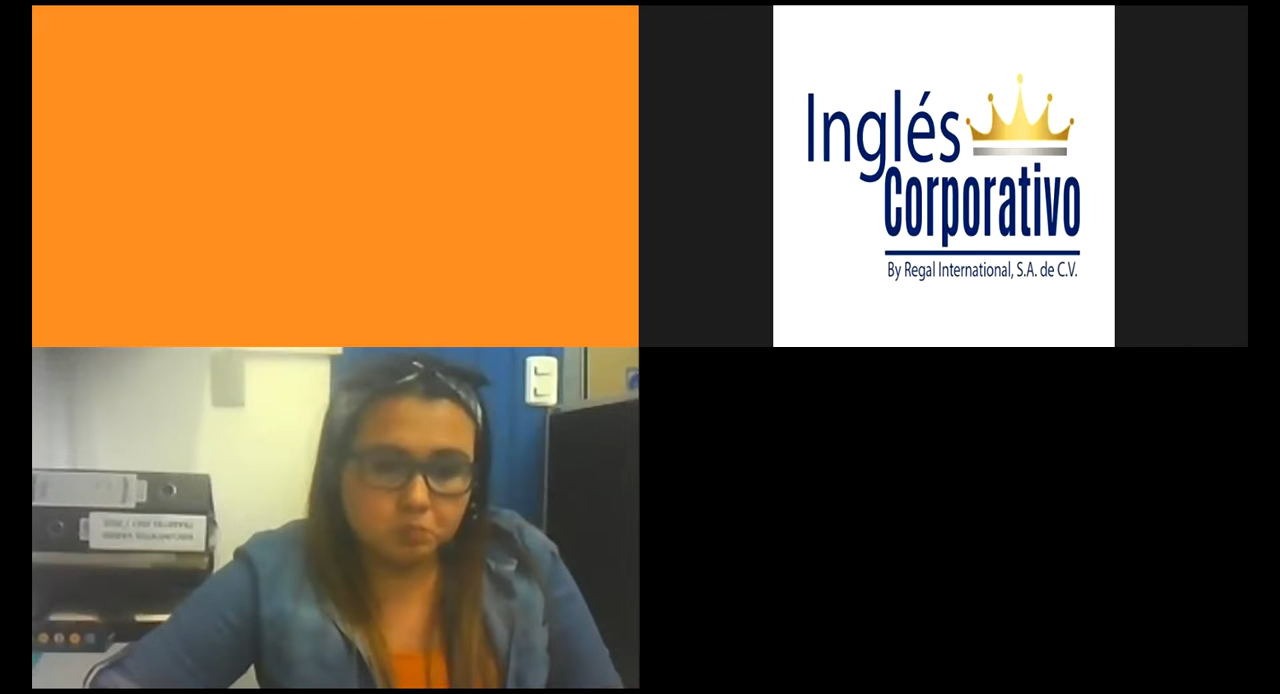 Inglés
Corporativo
By Regal International, S.A. de C.V.